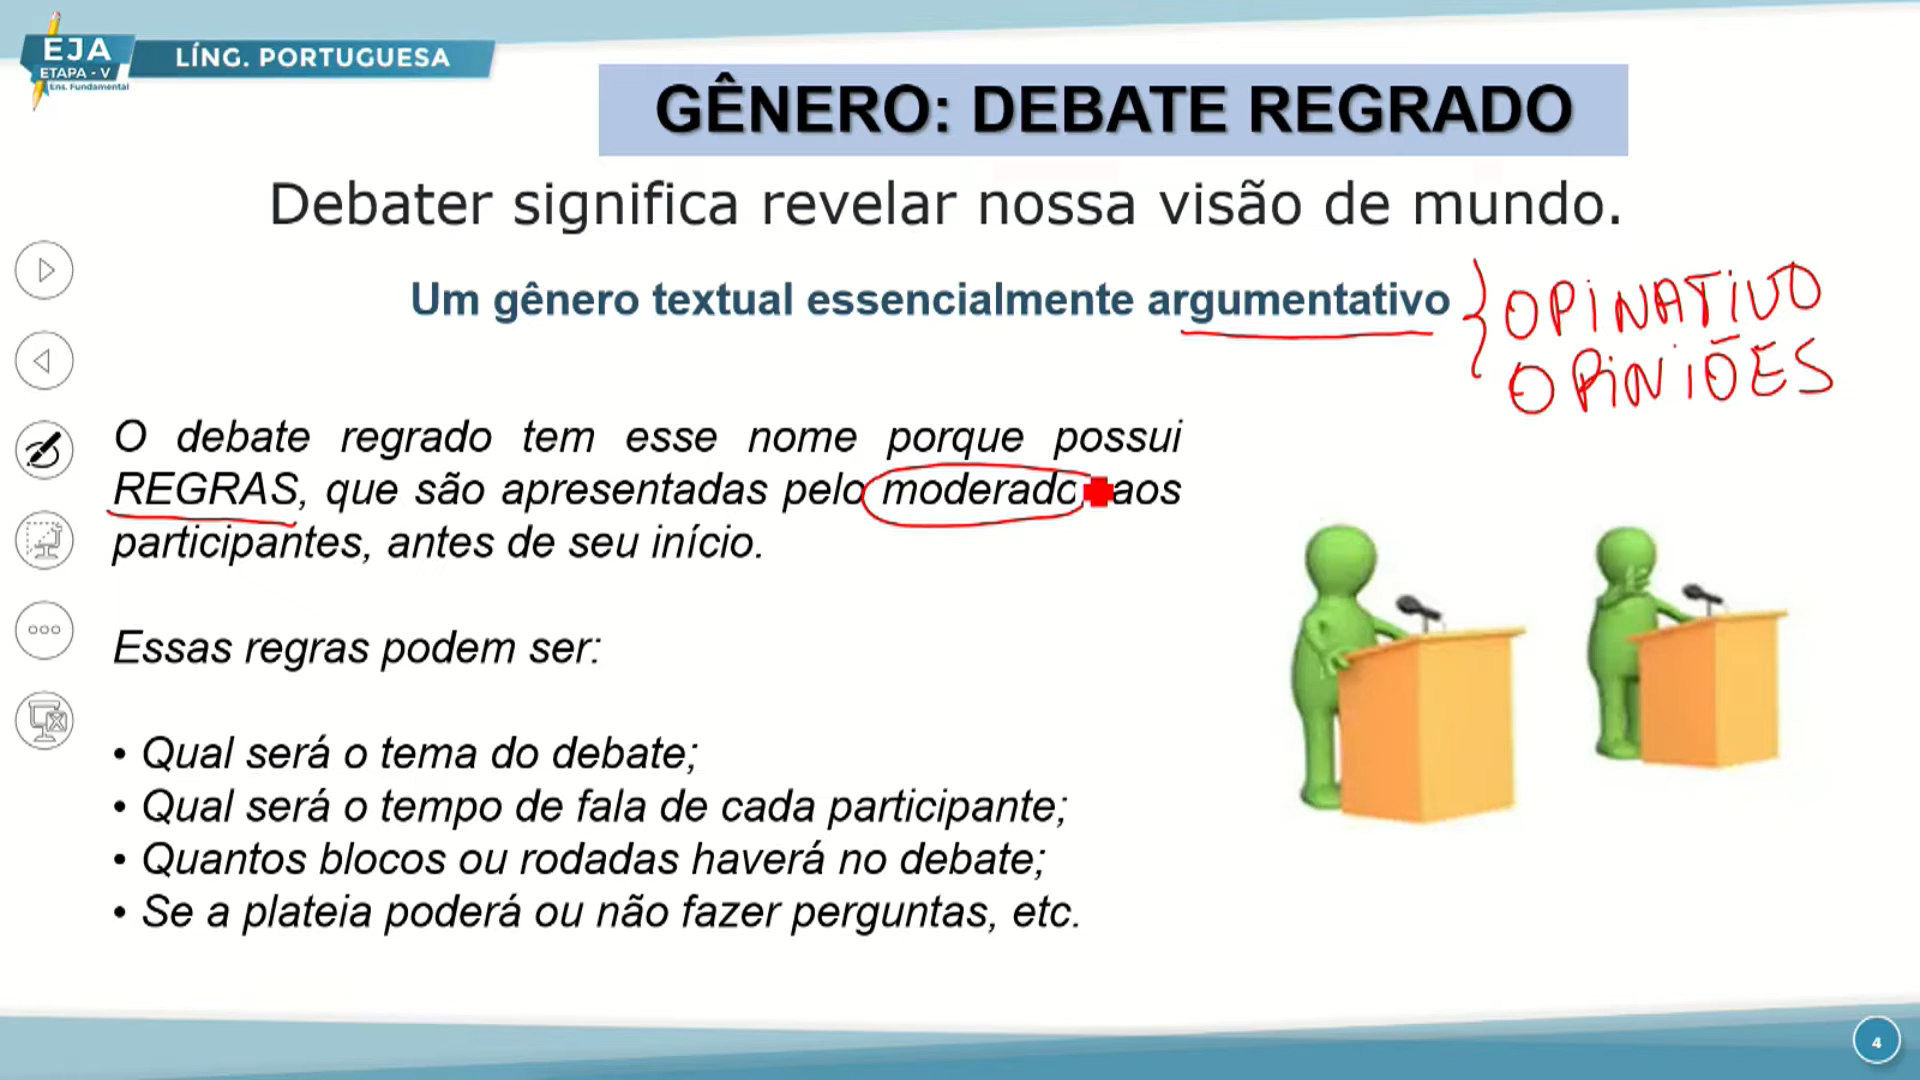 EJA
ETAPA - V
Ens. Fundamental
LÍNG. PORTUGUESA
GÊNERO: DEBATE REGRADO
Debater significa revelar nossa visão de mundo.
Um gênero textual essencialmente argumentativo
OPINATIVO
OPINIÕES
O debate regrado tem esse nome porque possui
REGRAS, que são apresentadas pelo moderado aos
participantes, antes de seu início.
Essas regras podem ser:
• Qual será o tema do debate;
• Qual será o tempo de fala de cada participante;
• Quantos blocos ou rodadas haverá no debate;
• Se a plateia poderá ou não fazer perguntas, etc.
4